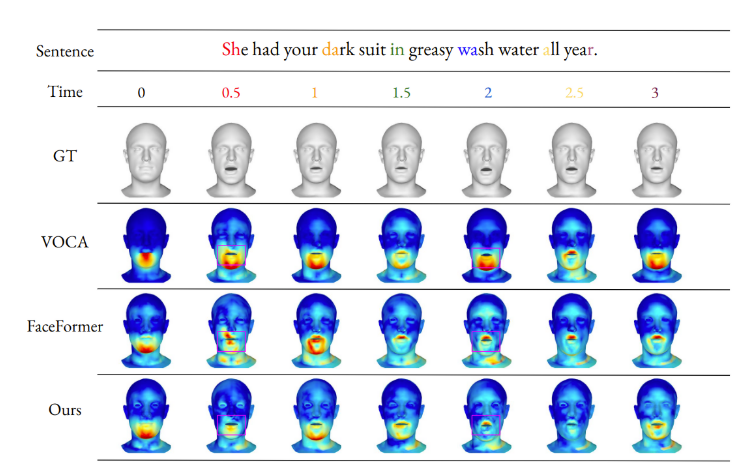 Sentence She had your dark suit in greasy wash water all year.
Time 0 0.5 1 1.5 2 2.5 3
GT
VOCA
FaceFormer
Ours